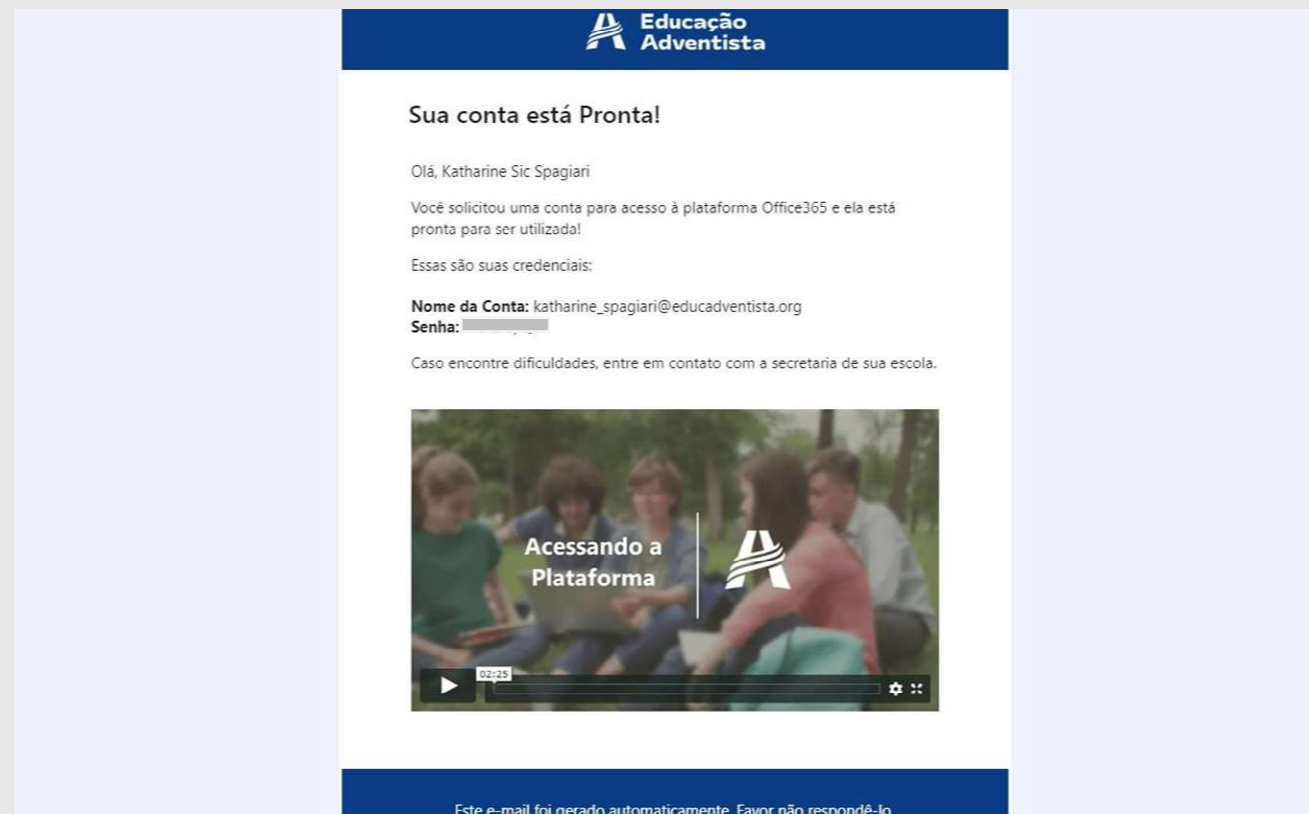 Educação
Adventista
Sua conta está Pronta!
Olá, Katharine Sic Spagiari
Você solicitou uma conta para acesso à plataforma Office365 e ela está
pronta para ser utilizada!
Essas são suas credenciais:
Nome da Conta: katharine_spagiari@educadventista.org
Senha:
Caso encontre dificuldades, entre em contato com a secretaria de sua escola.
Acessando a
Plataforma
02:25
Este e-mail foi gerado automaticamente. Favor não respondê-lo